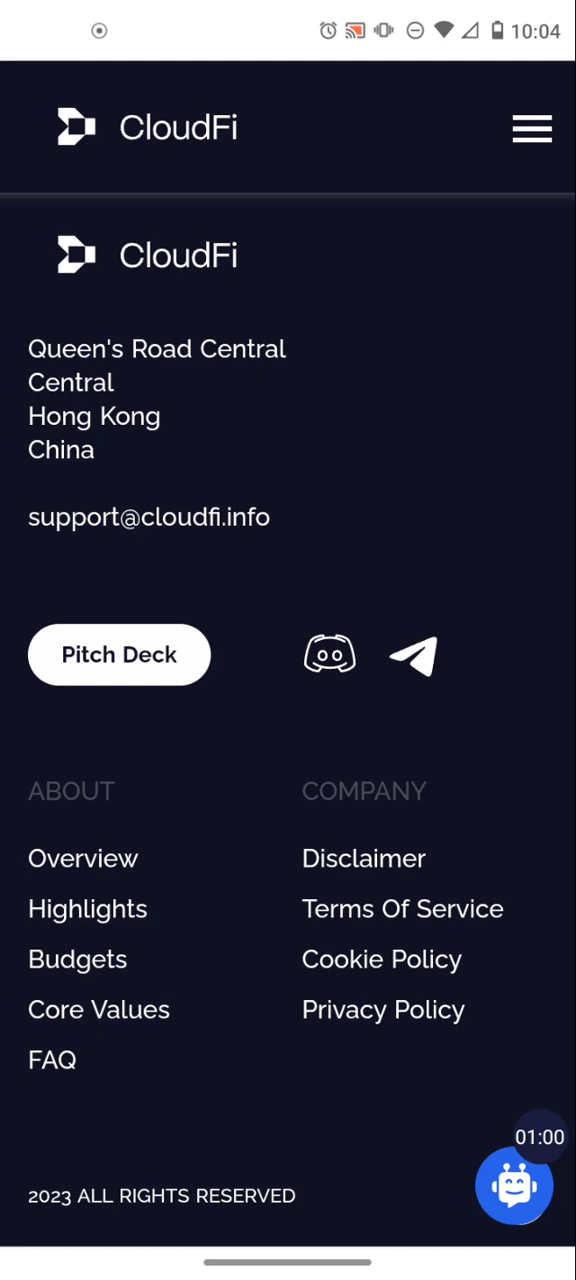 10:04
CloudFi
CloudFi
Queen's Road Central
Central
Hong Kong
China
support@cloudfi.info
Pitch Deck
ABOUT
COMPANY
Overview
Disclaimer
Highlights
Terms Of Service
Budgets
Cookie Policy
Core Values
Privacy Policy
FAQ
01:00
2023 ALL RIGHTS RESERVED